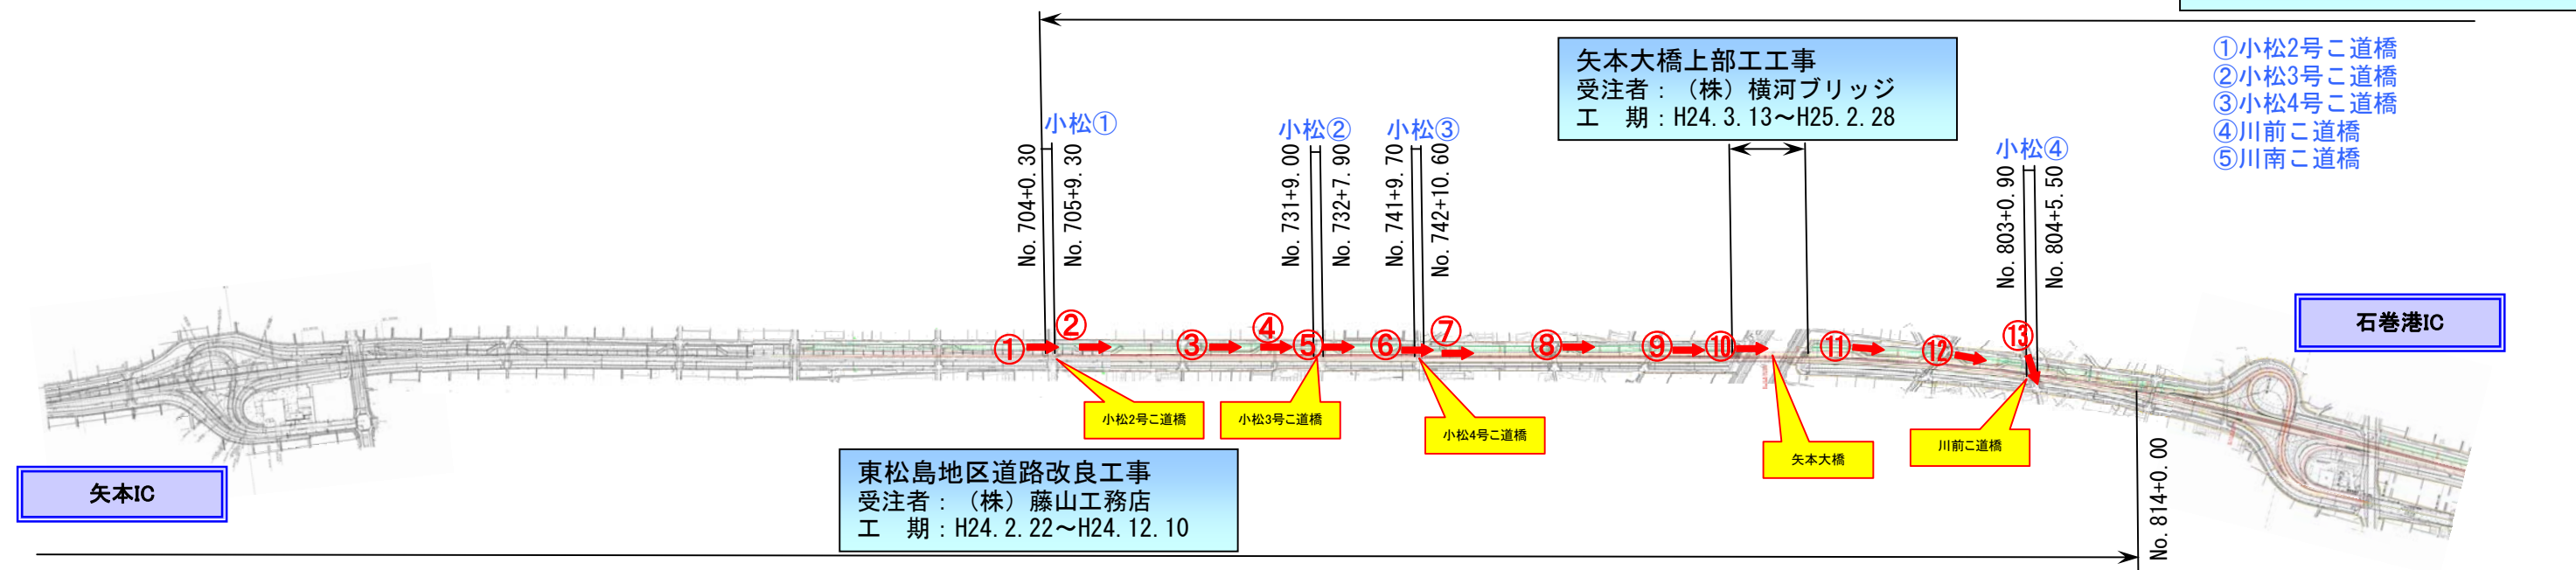 ①小松2号こ道橋
②小松3号こ道橋
③小松4号こ道橋
④川前こ道橋
⑤川南こ道橋
矢本大橋上部工工事
受注者：（株）横河ブリッジ
工　期：H24.3.13～H25.2.28
小松①
小松②
小松③
小松④
No.704+0.30
No.705+9.30
No.731+9.00
No.732+7.90
No.741+9.70
No.742+10.60
No.803+0.90
No.804+5.50
石巻港IC
①
②
③
④
⑤
⑥
⑦
⑧
⑨
⑩
⑪
⑫
⑬
小松2号こ道橋
小松3号こ道橋
小松4号こ道橋
矢本大橋
川前こ道橋
No.814+0.00
矢本IC
東松島地区道路改良工事
受注者：（株）藤山工務店
工　期：H24.2.22～H24.12.10